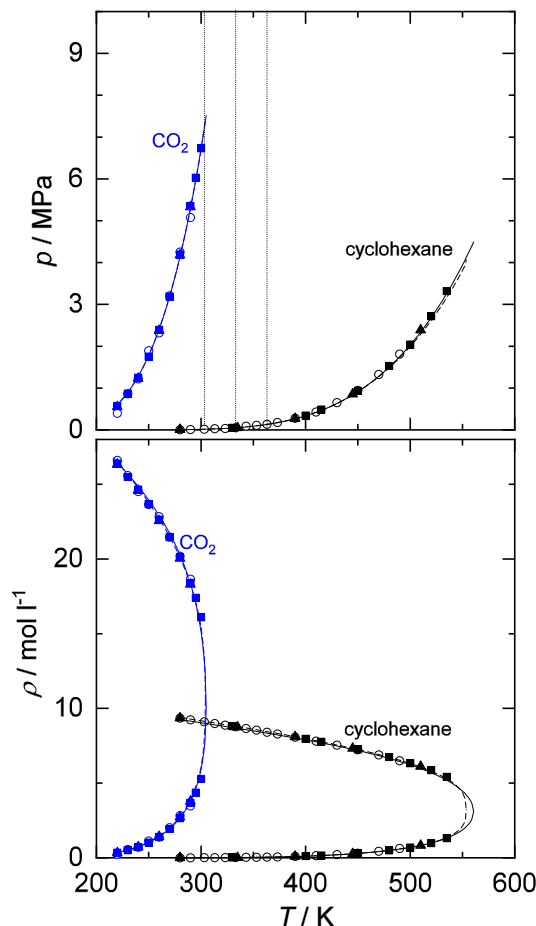 9
6
3
0
p / MPa
CO2
cyclohexane
20
10
0
ρ / mol l-1
CO2
cyclohexane
200 300 400 500 600
T / K